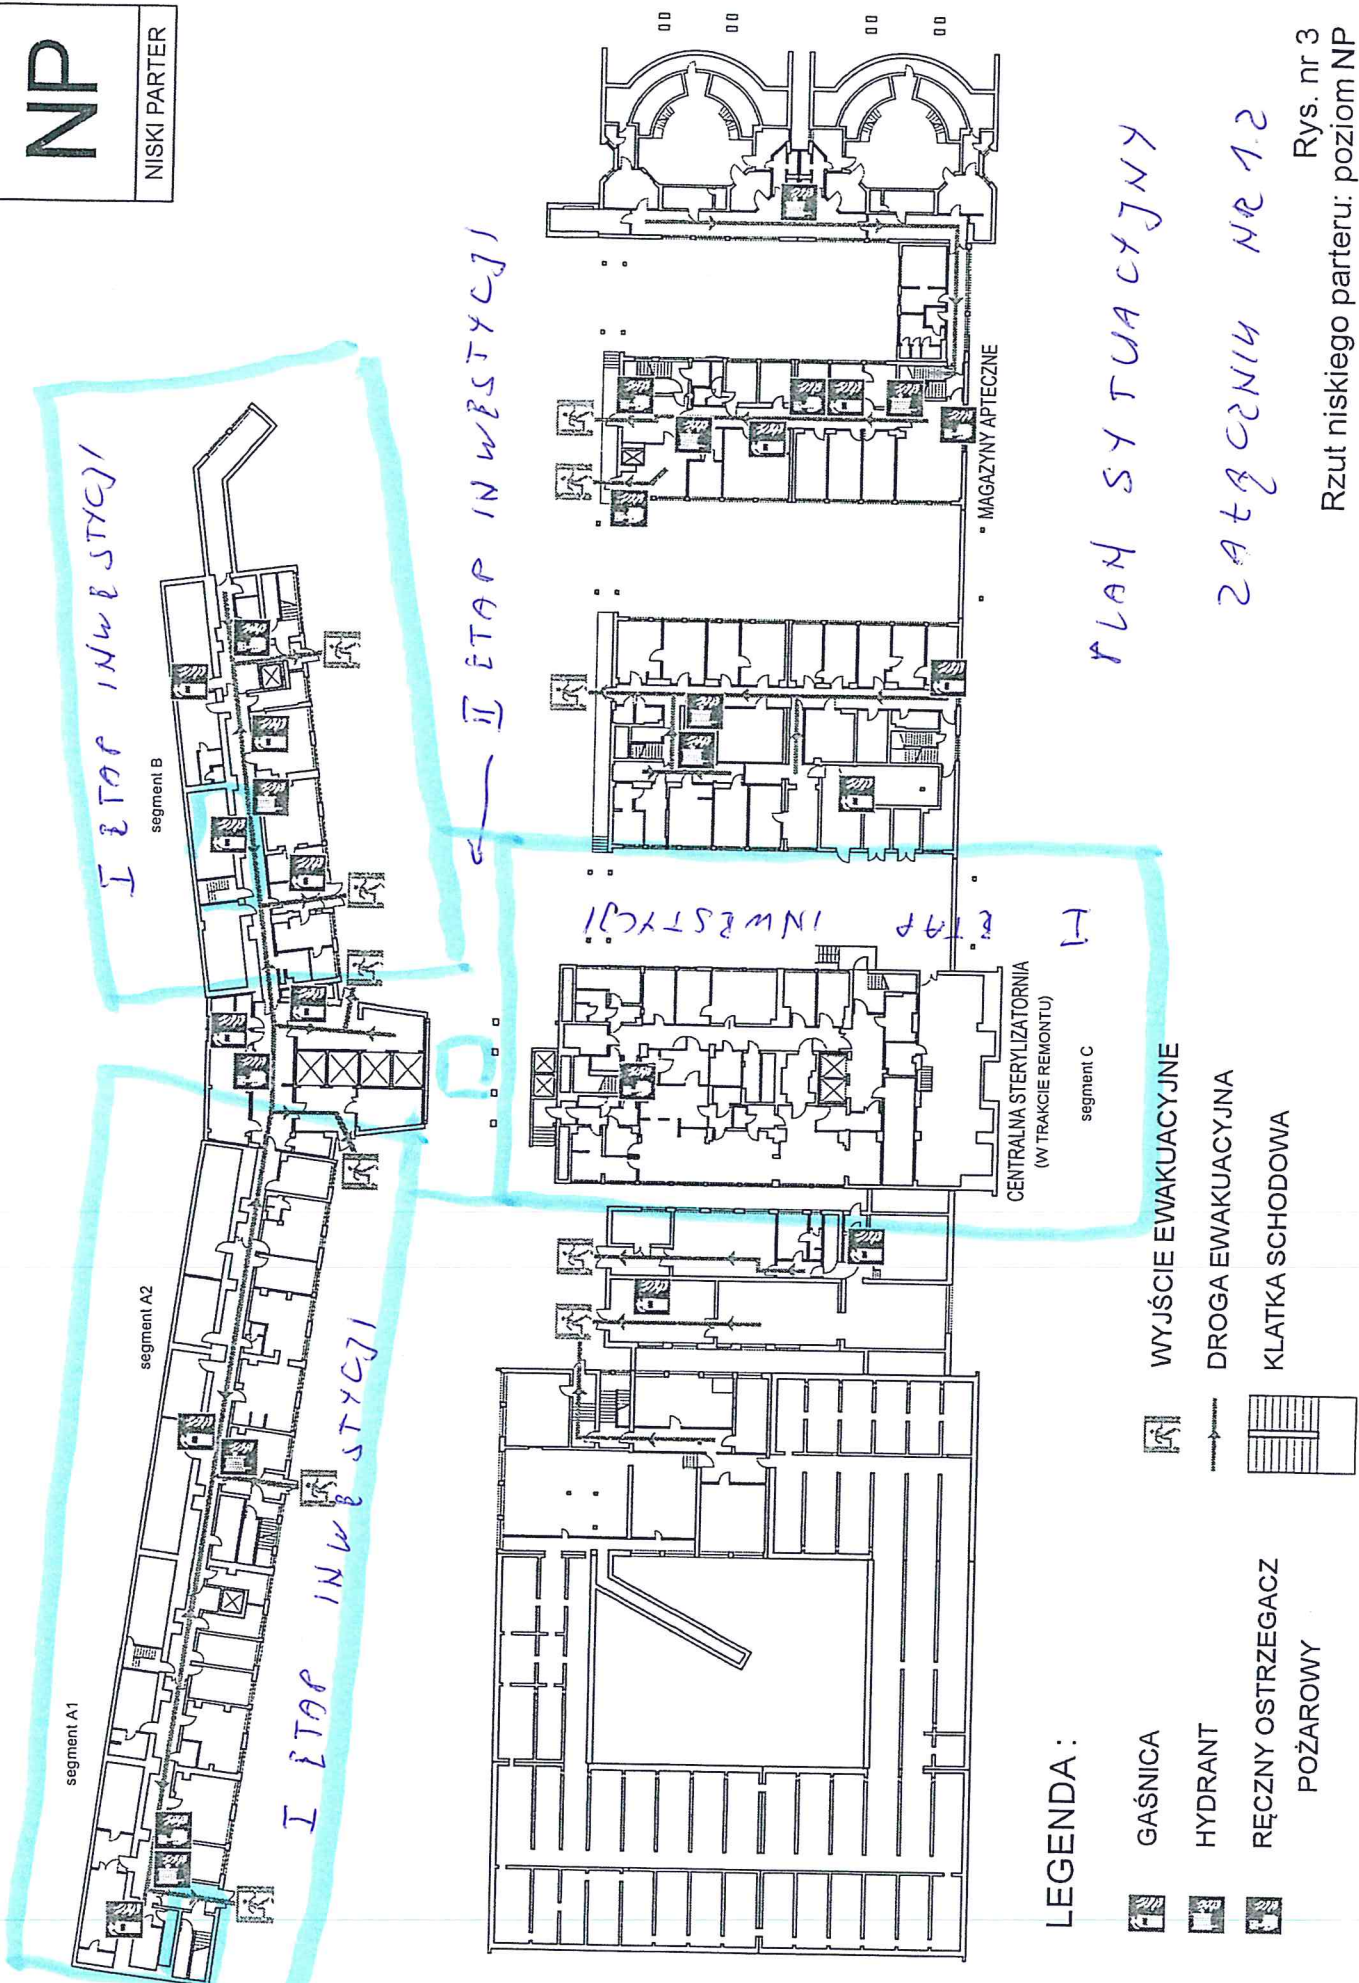 NP
NISKI PARTER
I ETAP INWESTYCJI
segment B
← II ETAP INWESTYCJI
segment A2
I ETAP INWESTYCJI
segment A1
I ETAP INWESTYCJI
MAGAZYNY APTECZNE
CENTRALNA STERYLIZATORNIA
(W TRAKCIE REMONTU)
segment C
PLAN SYTUACYJNY
ZAŁĄCZNIK NR 1.2
Rys. nr 3
Rzut niskiego parteru: poziom NP
LEGENDA :
GAŚNICA
HYDRANT
RĘCZNY OSTRZEGACZ
POŻAROWY
WYJŚCIE EWAKUACYJNE
DROGA EWAKUACYJNA
KLATKA SCHODOWA